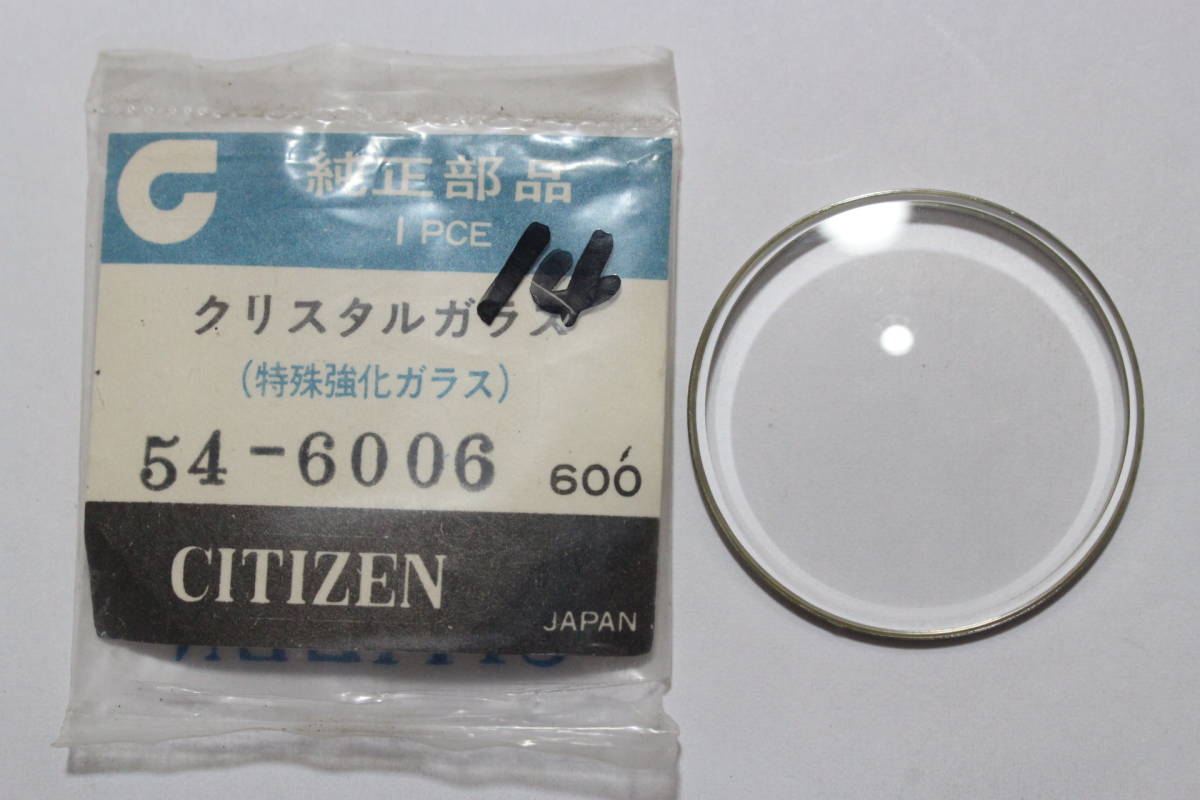 純正部品
1 PCE
14
クリスタルガラス
(特殊強化ガラス)
54-6006 600
CITIZEN
JAPAN